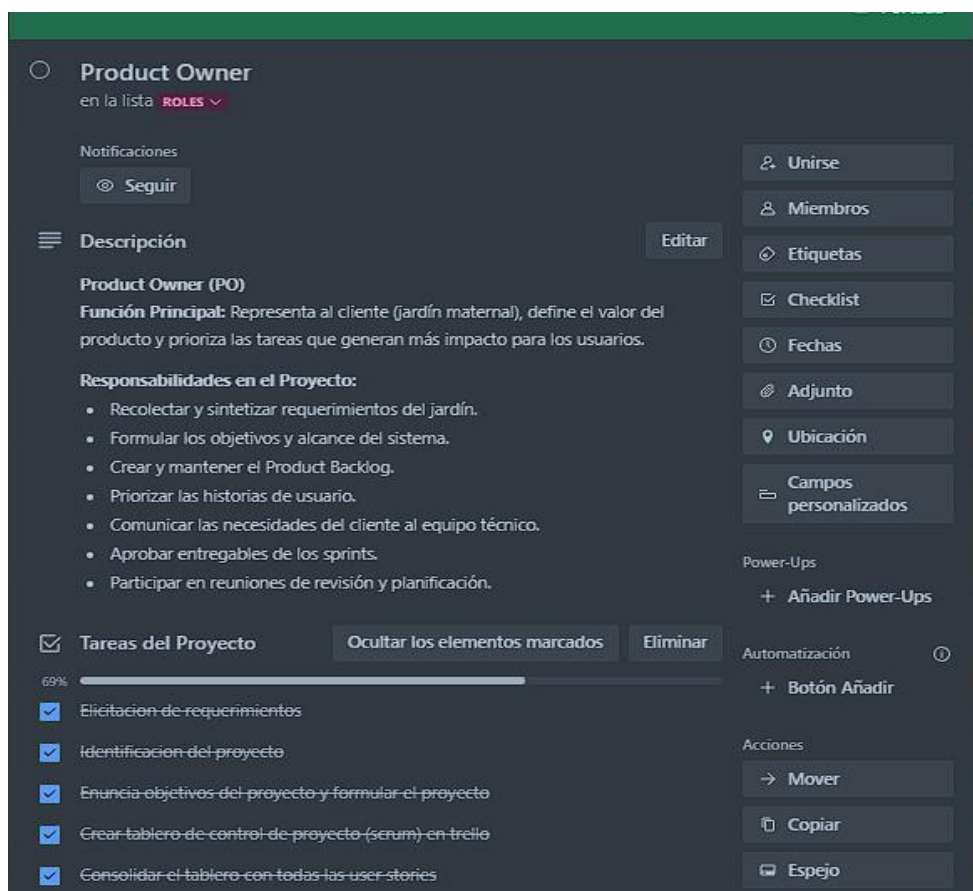 Product Owner
en la lista ROLES
Notificaciones
Seguir
Descripción
Editar
Product Owner (PO)
Función Principal: Representa al cliente (jardín maternal), define el valor del
producto y prioriza las tareas que generan más impacto para los usuarios.
Responsabilidades en el Proyecto:
• Recolectar y sintetizar requerimientos del jardín.
• Formular los objetivos y alcance del sistema.
• Crear y mantener el Product Backlog.
• Priorizar las historias de usuario.
• Comunicar las necesidades del cliente al equipo técnico.
• Aprobar entregables de los sprints.
• Participar en reuniones de revisión y planificación.
Tareas del Proyecto
Ocultar los elementos marcados
Eliminar
69%
Elicitacion de requerimientos
Identificacion del proyecto
Enuncia objetivos del proyecto y formular el proyecto
Crear tablero de control de proyecto (scrum) en trello
Consolidar el tablero con todas las user stories
Unirse
Miembros
Etiquetas
Checklist
Fechas
Adjunto
Ubicación
Campos
personalizados
Power-Ups
+ Añadir Power-Ups
Automatización
+ Botón Añadir
Acciones
→ Mover
Copiar
Espejo